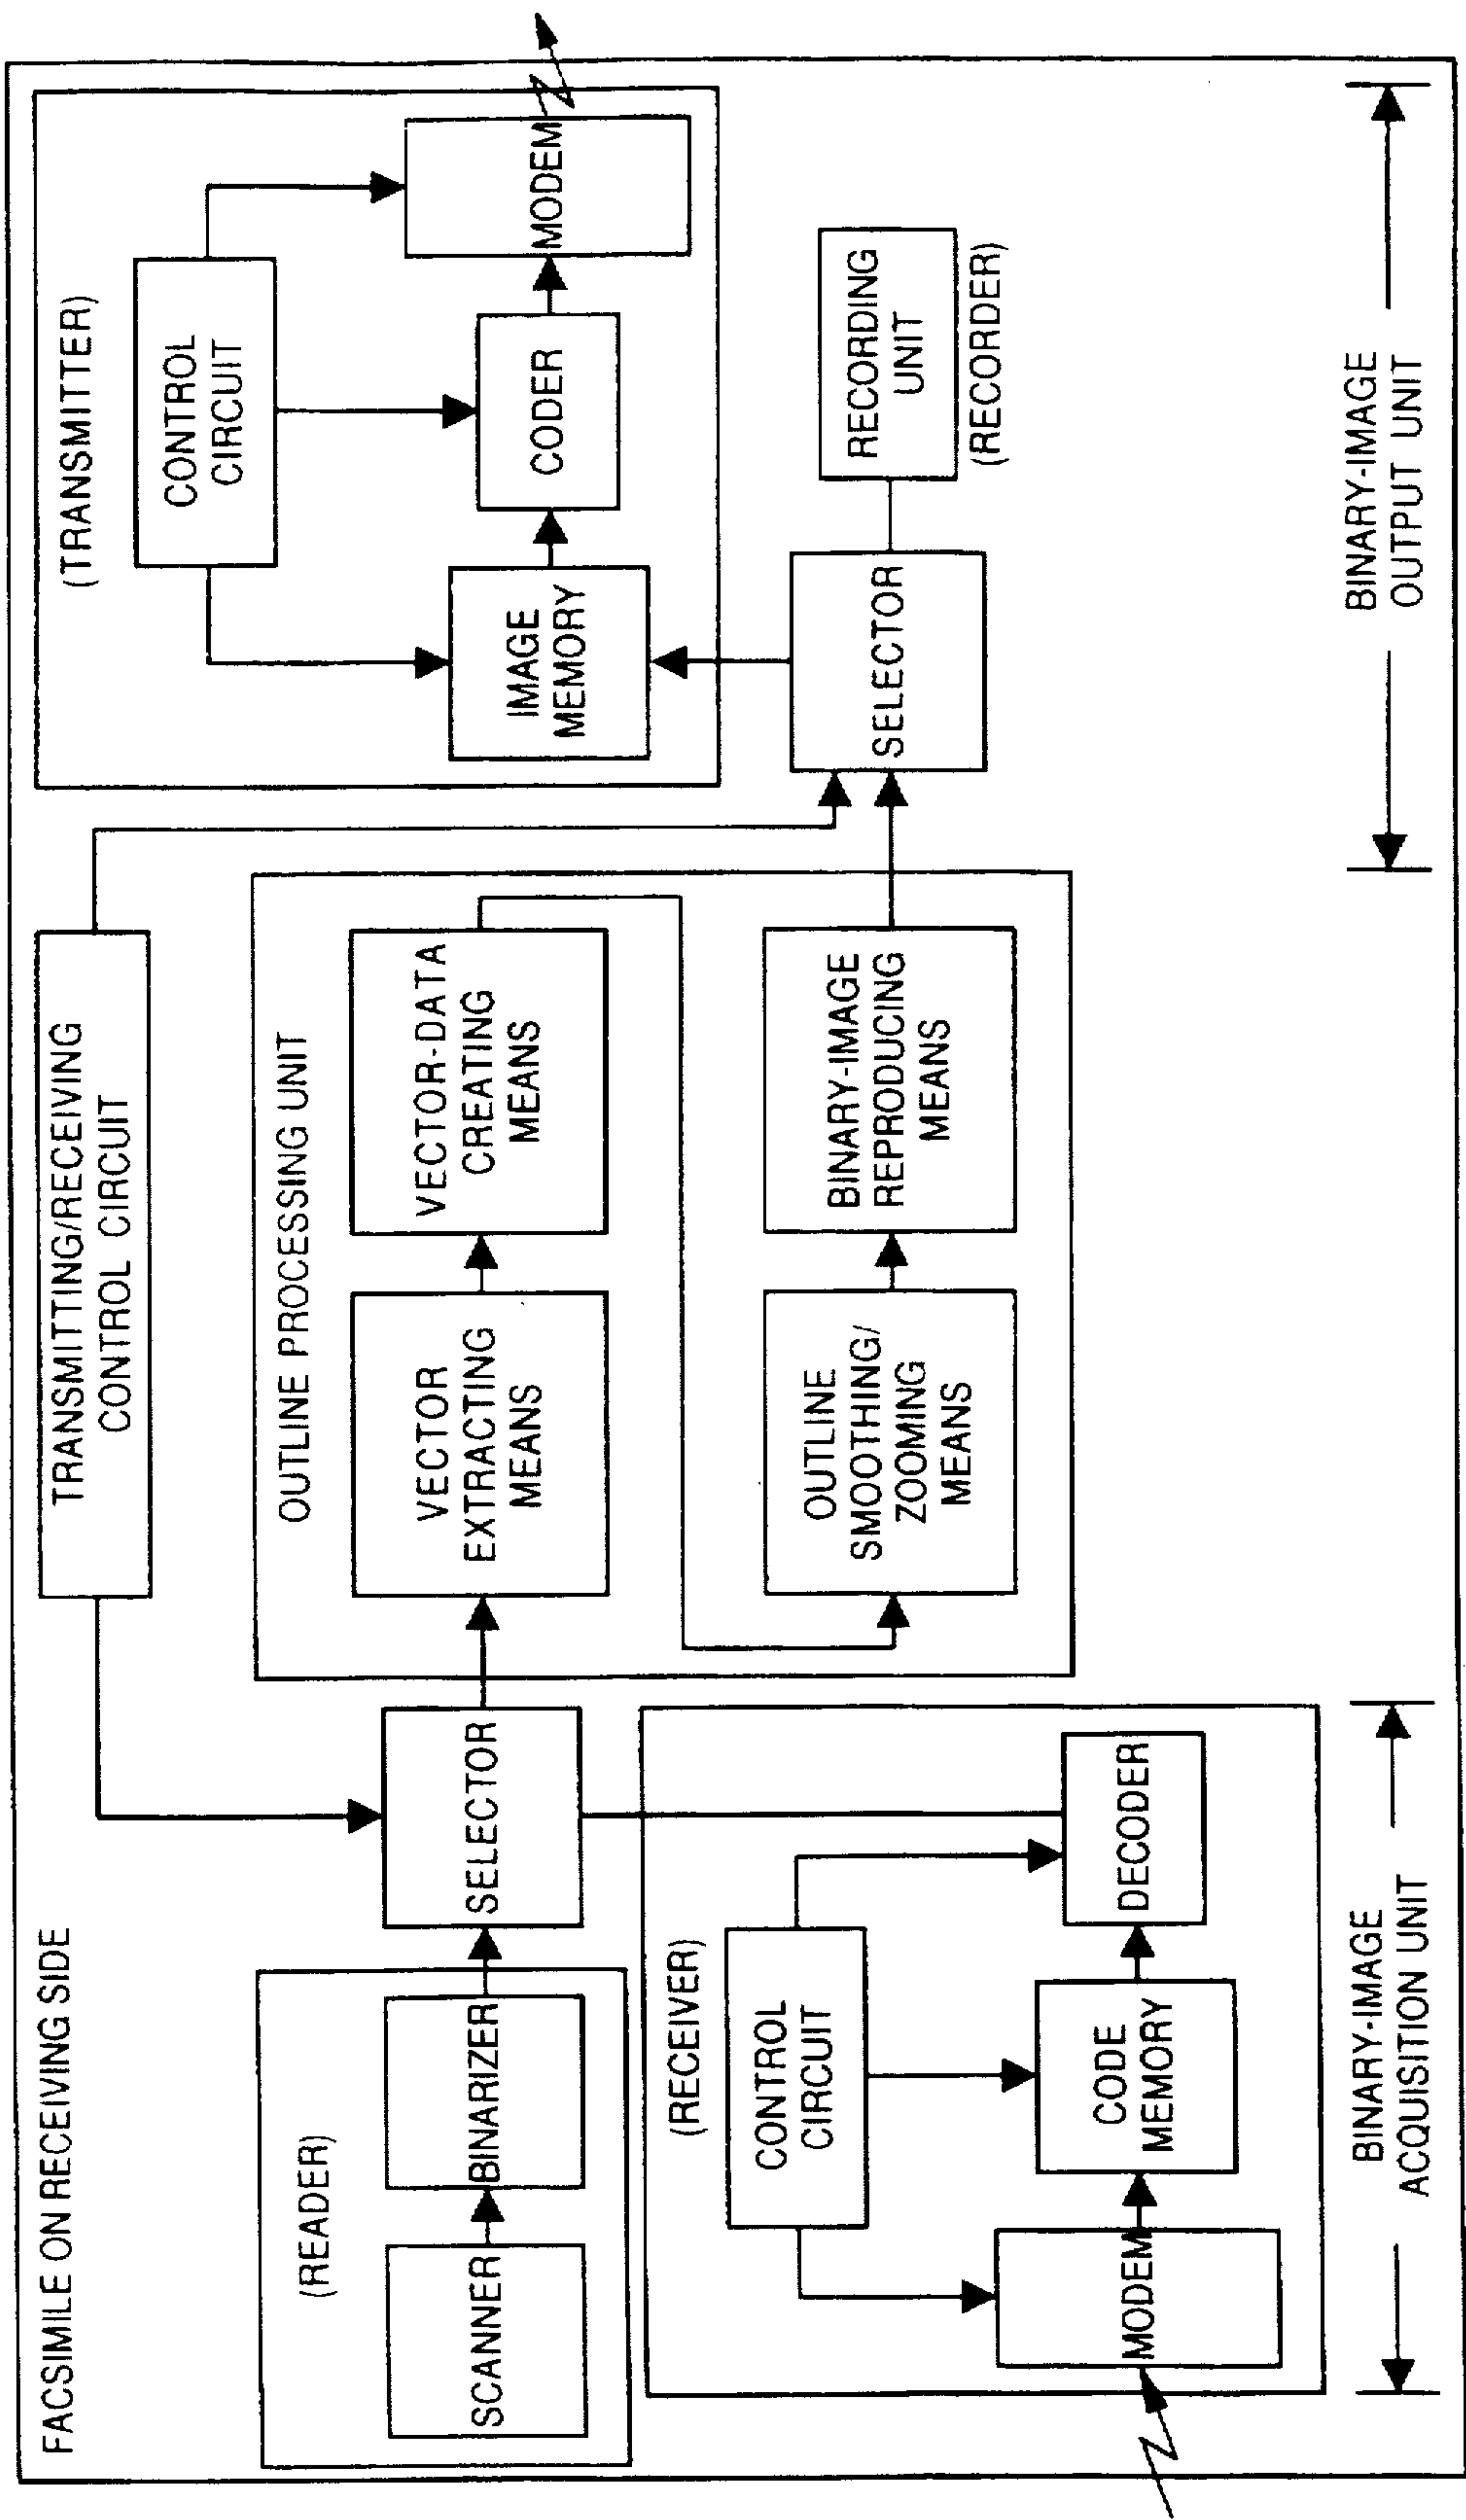 FACSIMILE ON RECEIVING SIDE
TRANSMITTING/RECEIVING
CONTROL CIRCUIT
(TRANSMITTER)
CONTROL
CIRCUIT
IMAGE
MEMORY
CODER
MODEM
(READER)
SCANNER
BINARIZER
SELECTOR
OUTLINE PROCESSING UNIT
VECTOR
EXTRACTING
MEANS
VECTOR-DATA
CREATING
MEANS
OUTLINE
SMOOTHING/
ZOOMING
MEANS
BINARY-IMAGE
REPRODUCING
MEANS
SELECTOR
RECORDING
UNIT
(RECORDER)
(RECEIVER)
CONTROL
CIRCUIT
MODEM
CODE
MEMORY
DECODER
BINARY-IMAGE
ACQUISITION UNIT
BINARY-IMAGE
OUTPUT UNIT